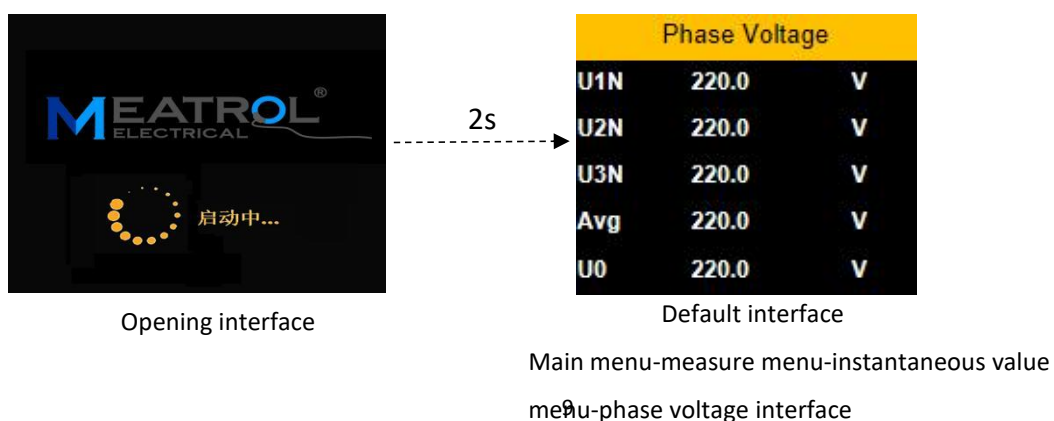 MEATROL®
ELECTRICAL
启动中...
Opening interface
2s
Phase Voltage
U1N 220.0 V
U2N 220.0 V
U3N 220.0 V
Avg 220.0 V
U0 220.0 V
Default interface
Main menu-measure menu-instantaneous value
menu-phase voltage interface
9